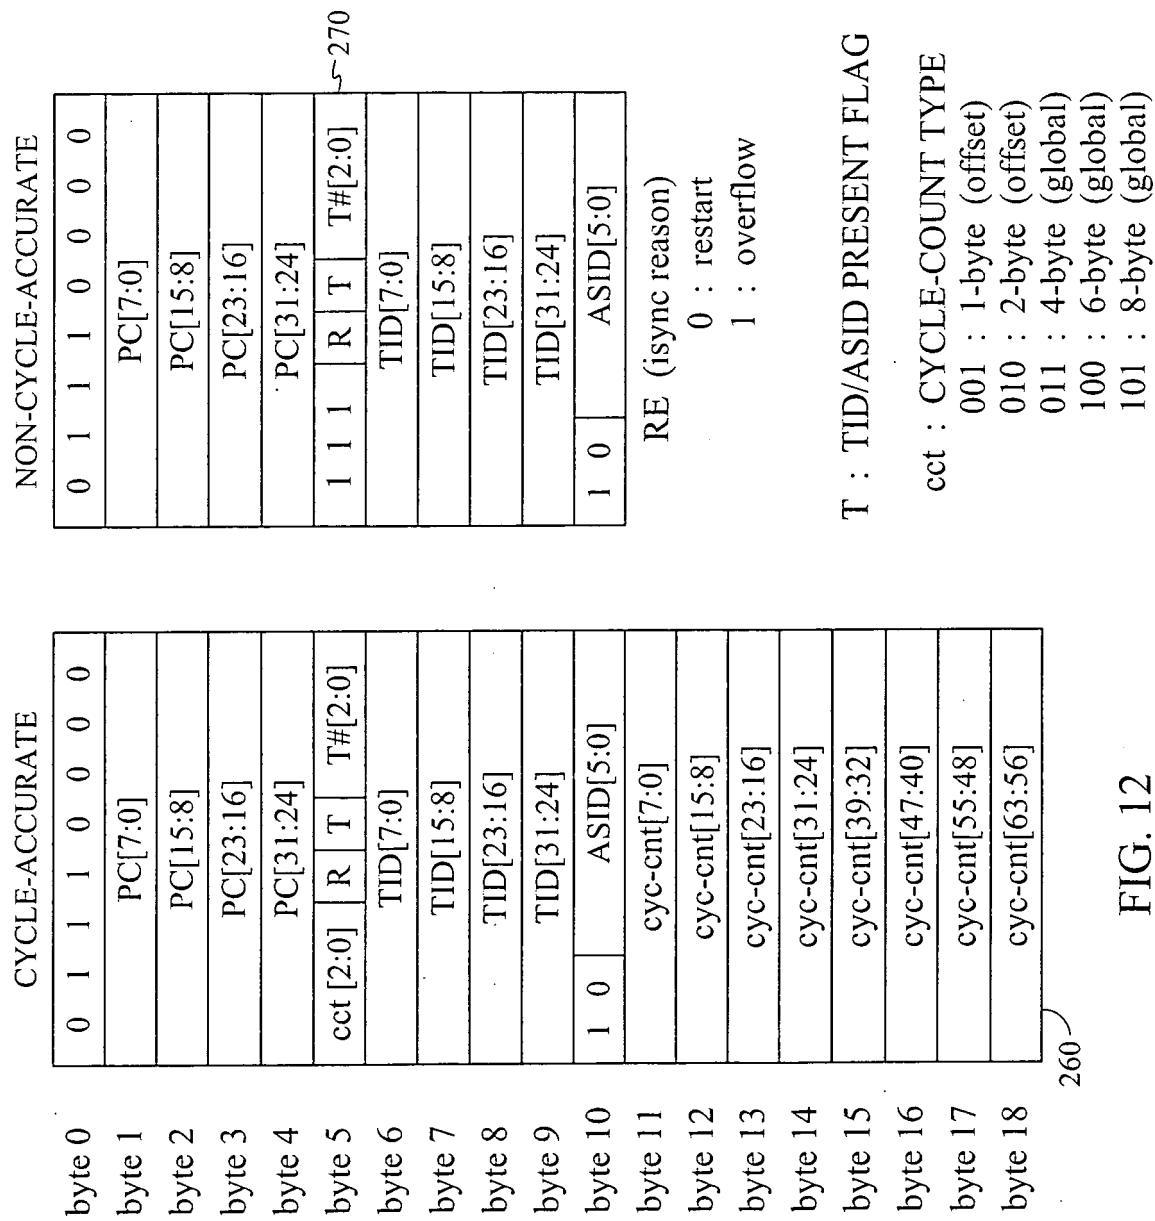 CYCLE-ACCURATE NON-CYCLE-ACCURATE
byte 0 0 1 1 1 0 0 0 0 0 1 1 1 0 0 0 0
byte 1 PC[7:0] PC[7:0]
byte 2 PC[15:8] PC[15:8]
byte 3 PC[23:16] PC[23:16]
byte 4 PC[31:24] PC[31:24]
byte 5 cct [2:0] R T T#[2:0] 1 1 1 R T T#[2:0] 270
byte 6 TID[7:0] TID[7:0]
byte 7 TID[15:8] TID[15:8]
byte 8 TID[23:16] TID[23:16]
byte 9 TID[31:24] TID[31:24]
byte 10 1 0 ASID[5:0] 1 0 ASID[5:0]
byte 11 cyc-cnt[7:0]
byte 12 cyc-cnt[15:8]
byte 13 cyc-cnt[23:16]
byte 14 cyc-cnt[31:24]
byte 15 cyc-cnt[39:32]
byte 16 cyc-cnt[47:40]
byte 17 cyc-cnt[55:48]
byte 18 cyc-cnt[63:56]
260
RE (isync reason)
0 : restart
1 : overflow
T : TID/ASID PRESENT FLAG
cct : CYCLE-COUNT TYPE
001 : 1-byte (offset)
010 : 2-byte (offset)
011 : 4-byte (global)
100 : 6-byte (global)
101 : 8-byte (global)
FIG. 12